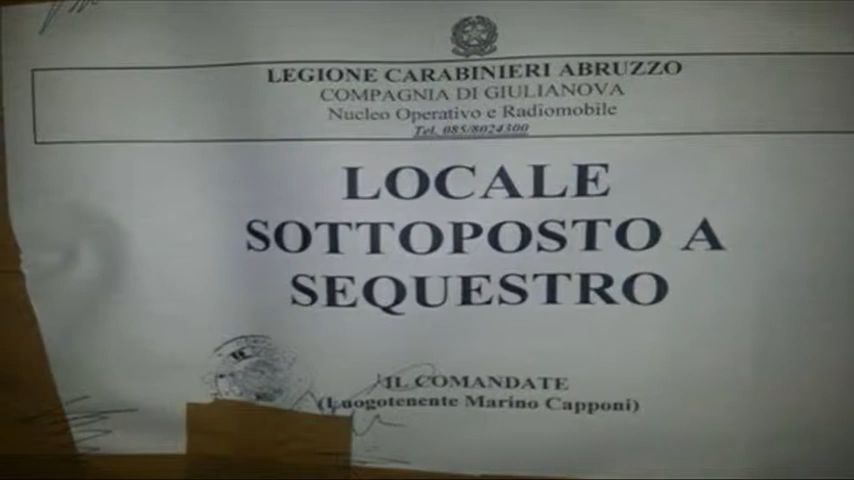 LEGIONE CARABINIERI ABRUZZO
COMPAGNIA DI GIULIANOVA
Nucleo Operativo e Radiomobile
Tel. 085/8024300
LOCALE
SOTTOPOSTO A
SEQUESTRO
IL COMANDATE
(Luogotenente Marino Capponi)